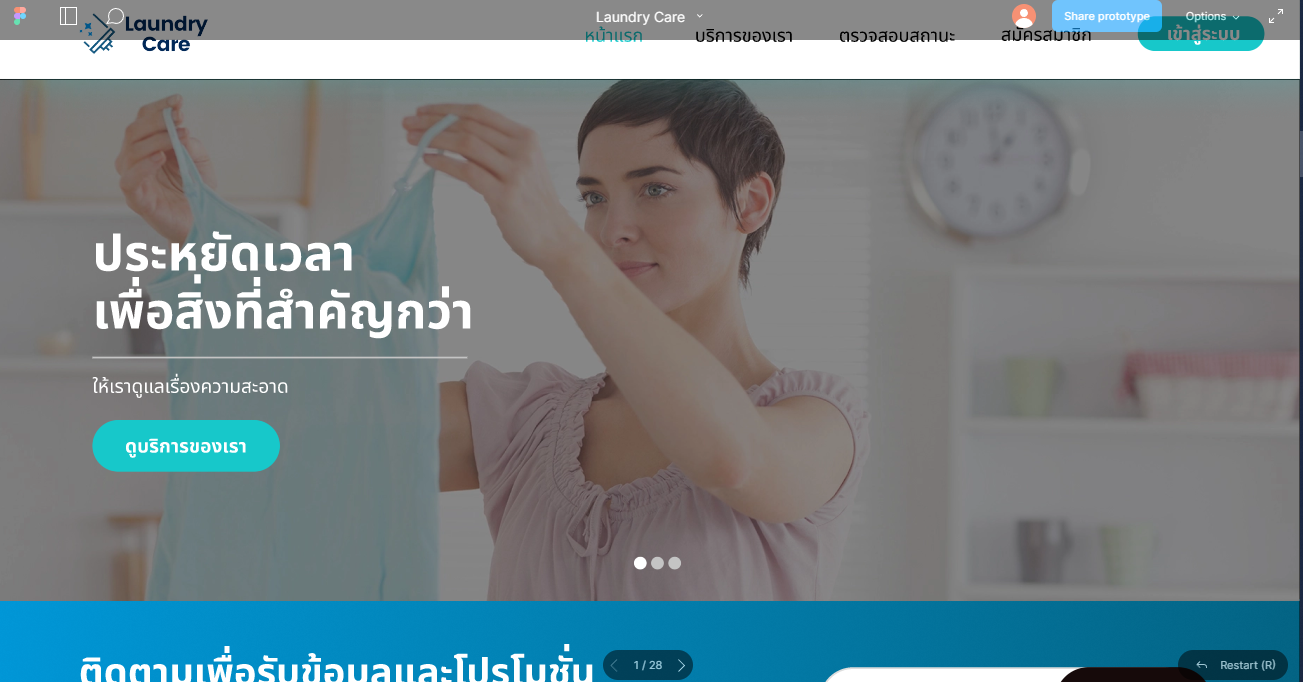 Laundry Care
Share prototype
Options
Laundry
Care
หน้าแรก
บริการของเรา
ตรวจสอบสถานะ
สมัครสมาชิก
เข้าสู่ระบบ
ประหยัดเวลา
เพื่อสิ่งที่สำคัญกว่า
ให้เราดูแลเรื่องความสะอาด
ดูบริการของเรา
ติดตามเพื่อรับข้อมูลและโปรโมชั่น
1 / 28
Restart (R)